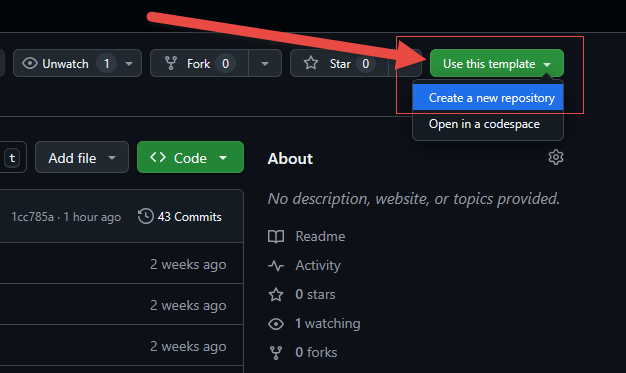 Unwatch 1
Fork 0
Star 0
Use this template
Create a new repository
Open in a codespace
t
Add file
Code
About
No description, website, or topics provided.
1cc785a · 1 hour ago
43 Commits
Readme
2 weeks ago
Activity
0 stars
2 weeks ago
1 watching
2 weeks ago
0 forks